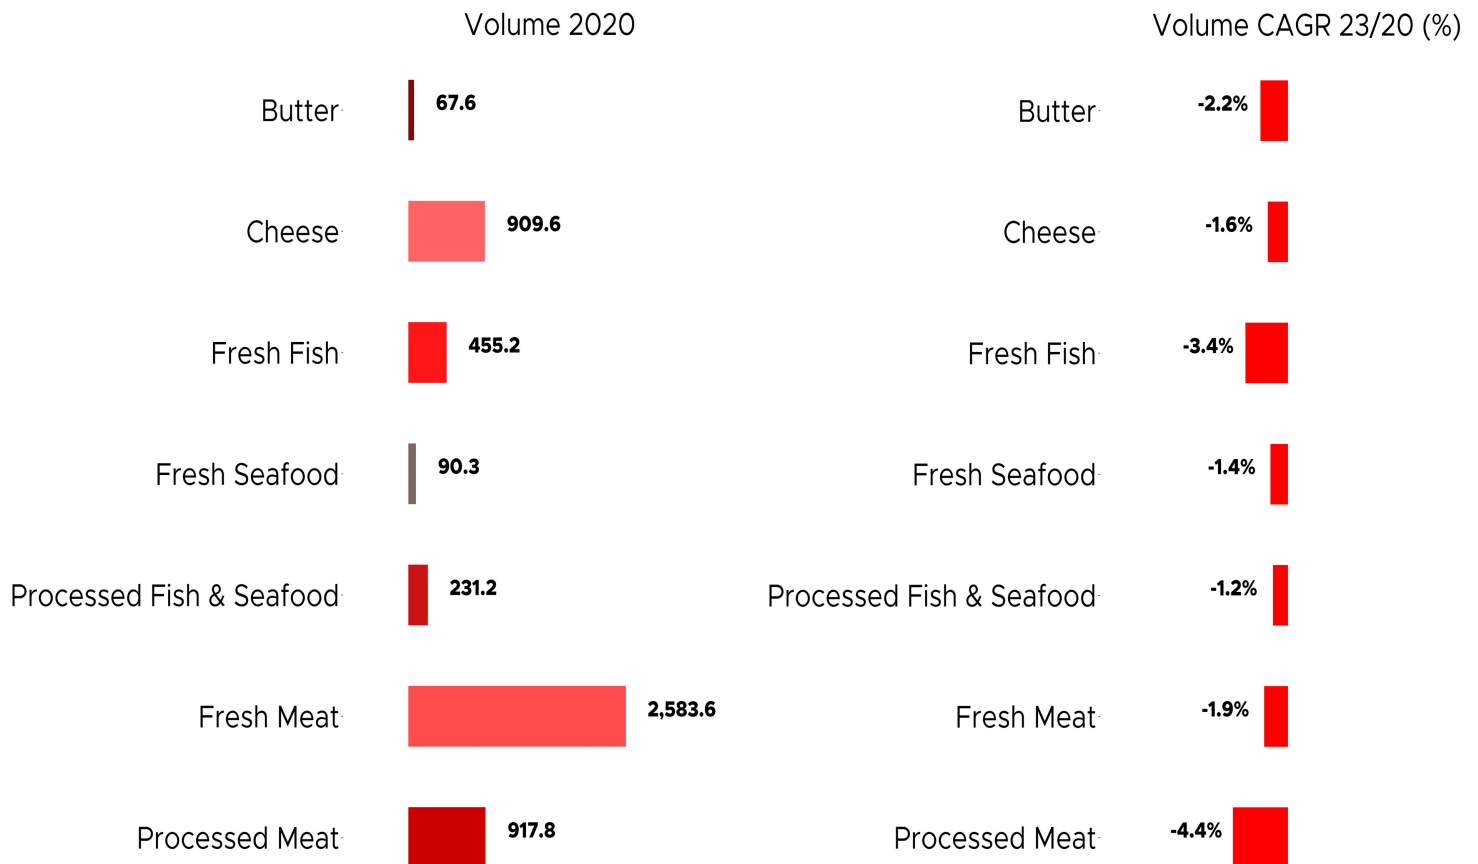 Volume 2020
Butter 67.6
Cheese 909.6
Fresh Fish 455.2
Fresh Seafood 90.3
Processed Fish & Seafood 231.2
Fresh Meat 2,583.6
Processed Meat 917.8
Volume CAGR 23/20 (%)
Butter -2.2%
Cheese -1.6%
Fresh Fish -3.4%
Fresh Seafood -1.4%
Processed Fish & Seafood -1.2%
Fresh Meat -1.9%
Processed Meat -4.4%